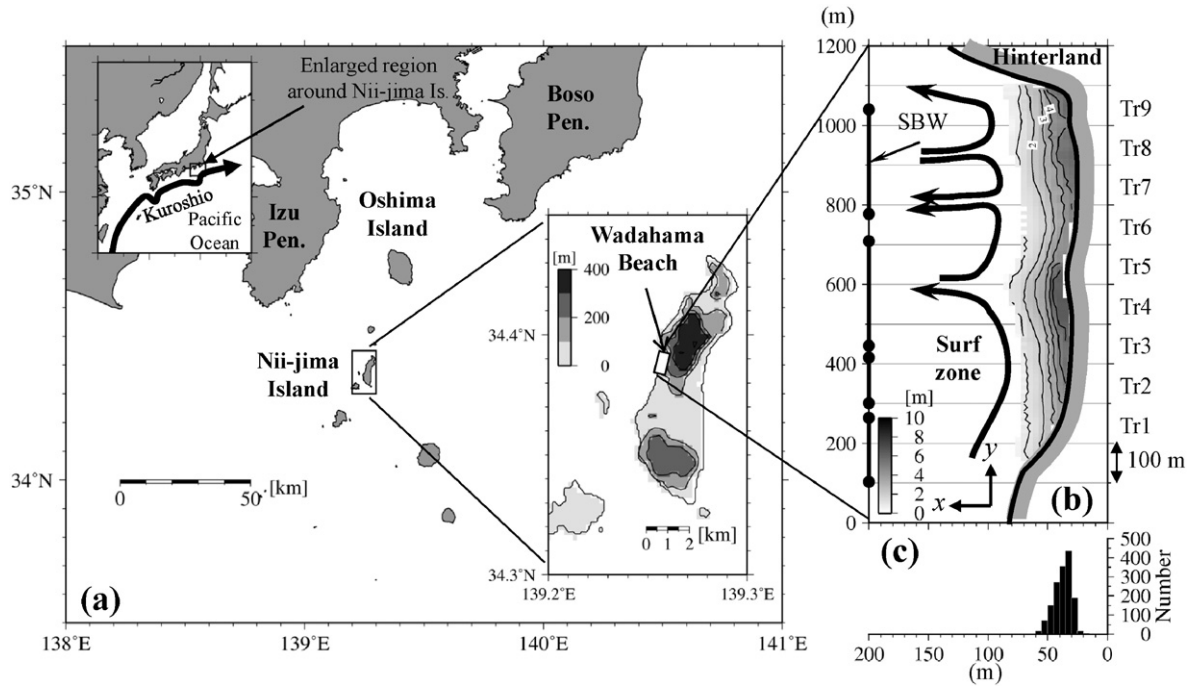 Enlarged region
around Nii-jima Is.
Boso
Pen.
35°N
Kuroshio
Pacific
Ocean
Izu
Pen.
Oshima
Island
Nii-jima
Island
34°N
0 50 [km]
(a)
138°E 139°E 140°E 141°E
Wadahama
Beach
[m]
400
200
0
34.4°N
0 1 2 [km]
34.3°N
139.2°E 139.3°E
(m)
1200
1000
800
600
400
200
0
Hinterland
SBW
4
2
Surf
zone
[m]
10
8
6
4
2
0
y
x
(b)
Tr9
Tr8
Tr7
Tr6
Tr5
Tr4
Tr3
Tr2
Tr1
100 m
(c)
500
400
300
200
100
0
Number
200 150 100 50 0
(m)